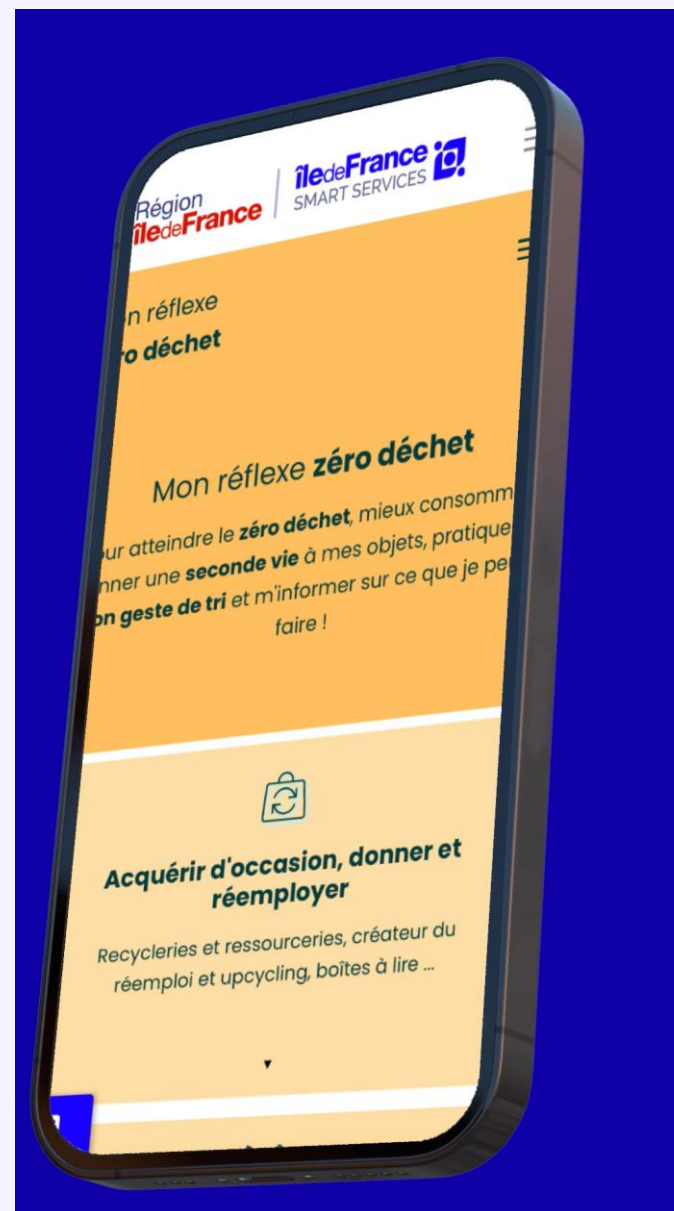 Région
îledeFrance
îledeFrance
SMART SERVICES
n réflexe
o déchet
Mon réflexe zéro déchet
ur atteindre le zéro déchet, mieux consomm
nner une seconde vie à mes objets, pratique
on geste de tri et m'informer sur ce que je pe
faire !
Acquérir d'occasion, donner et
réemployer
Recycleries et ressourceries, créateur du
réemploi et upcycling, boîtes à lire ...